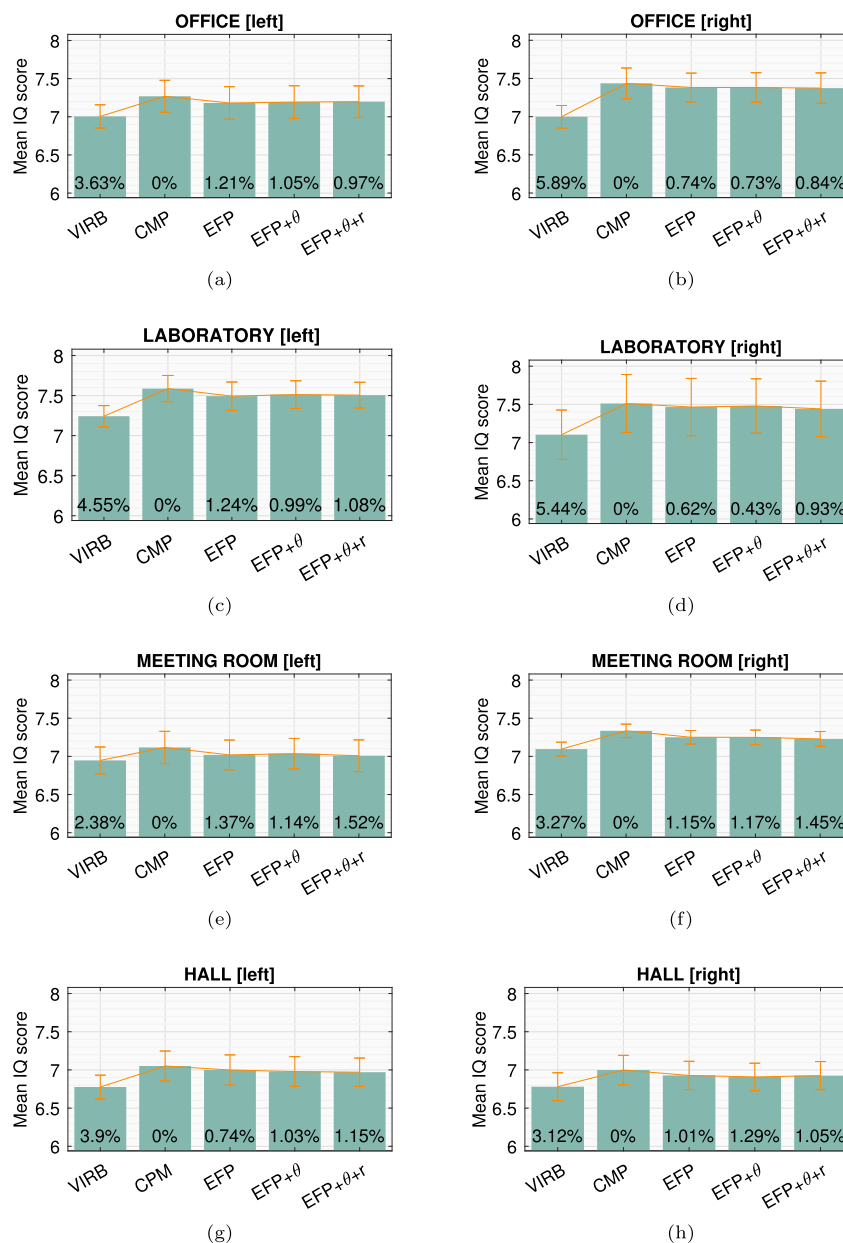 OFFICE [left]
Mean IQ score
8
7.5
7
6.5
6
3.63% 0% 1.21% 1.05% 0.97%
VIRB CMP EFP EFP+θ EFP+θ+r
(a)
OFFICE [right]
Mean IQ score
8
7.5
7
6.5
6
5.89% 0% 0.74% 0.73% 0.84%
VIRB CMP EFP EFP+θ EFP+θ+r
(b)
LABORATORY [left]
Mean IQ score
8
7.5
7
6.5
6
4.55% 0% 1.24% 0.99% 1.08%
VIRB CMP EFP EFP+θ EFP+θ+r
(c)
LABORATORY [right]
Mean IQ score
8
7.5
7
6.5
6
5.44% 0% 0.62% 0.43% 0.93%
VIRB CMP EFP EFP+θ EFP+θ+r
(d)
MEETING ROOM [left]
Mean IQ score
8
7.5
7
6.5
6
2.38% 0% 1.37% 1.14% 1.52%
VIRB CMP EFP EFP+θ EFP+θ+r
(e)
MEETING ROOM [right]
Mean IQ score
8
7.5
7
6.5
6
3.27% 0% 1.15% 1.17% 1.45%
VIRB CMP EFP EFP+θ EFP+θ+r
(f)
HALL [left]
Mean IQ score
8
7.5
7
6.5
6
3.9% 0% 0.74% 1.03% 1.15%
VIRB CPM EFP EFP+θ EFP+θ+r
(g)
HALL [right]
Mean IQ score
8
7.5
7
6.5
6
3.12% 0% 1.01% 1.29% 1.05%
VIRB CMP EFP EFP+θ EFP+θ+r
(h)